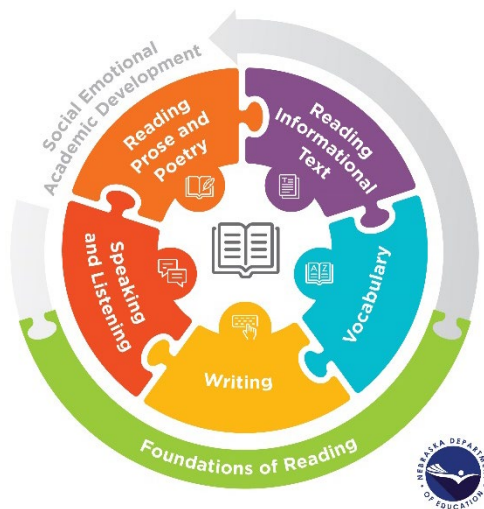 Social Emotional
Academic Development
Reading
Prose and
Poetry
Reading
Informational
Text
Speaking
and Listening
Vocabulary
Writing
Foundations of Reading
NEBRASKA DEPARTMENT
OF EDUCATION